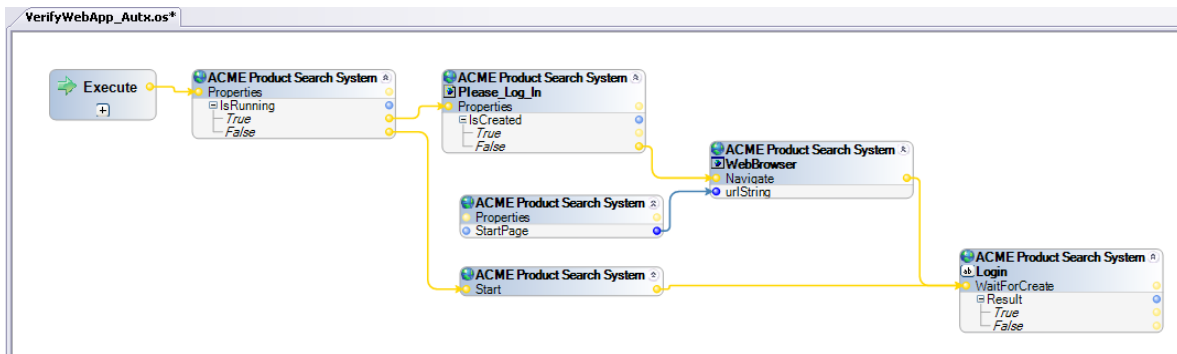 VerifyWebApp_Autx.os*
Execute
ACME Product Search System
Properties
IsRunning
True
False
ACME Product Search System
Please_Log_In
Properties
IsCreated
True
False
ACME Product Search System
WebBrowser
Navigate
urlString
ACME Product Search System
Properties
StartPage
ACME Product Search System
Start
ACME Product Search System
ab Login
WaitForCreate
Result
True
False